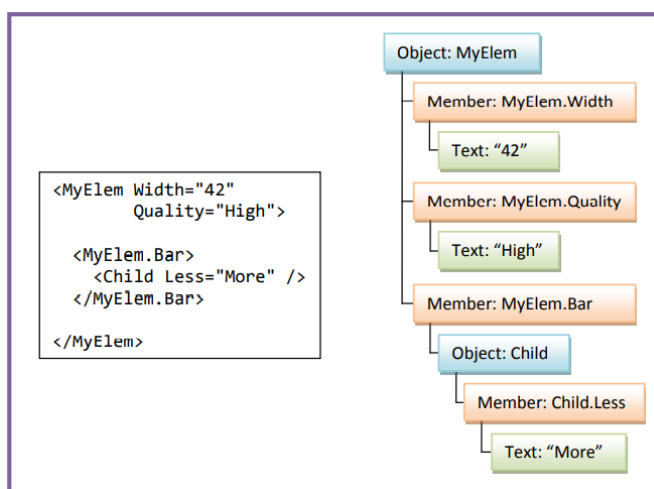 <MyElem Width="42"
Quality="High">
<MyElem.Bar>
<Child Less="More" />
</MyElem.Bar>
</MyElem>
Object: MyElem
Member: MyElem.Width
Text: “42”
Member: MyElem.Quality
Text: “High”
Member: MyElem.Bar
Object: Child
Member: Child.Less
Text: “More”